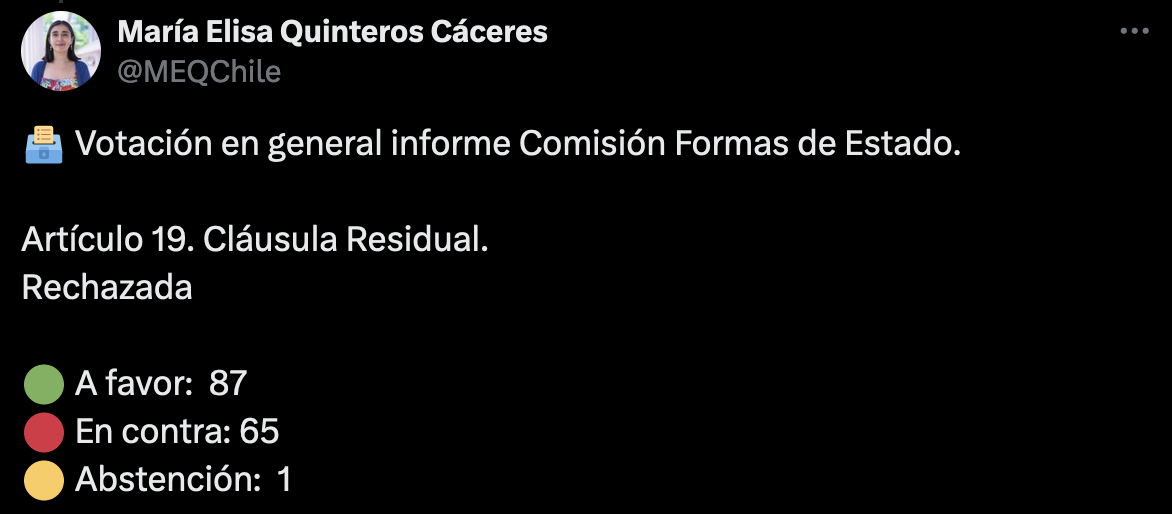 María Elisa Quinteros Cáceres
@MEQChile
Votación en general informe Comisión Formas de Estado.
Artículo 19. Cláusula Residual.
Rechazada
A favor: 87
En contra: 65
Abstención: 1